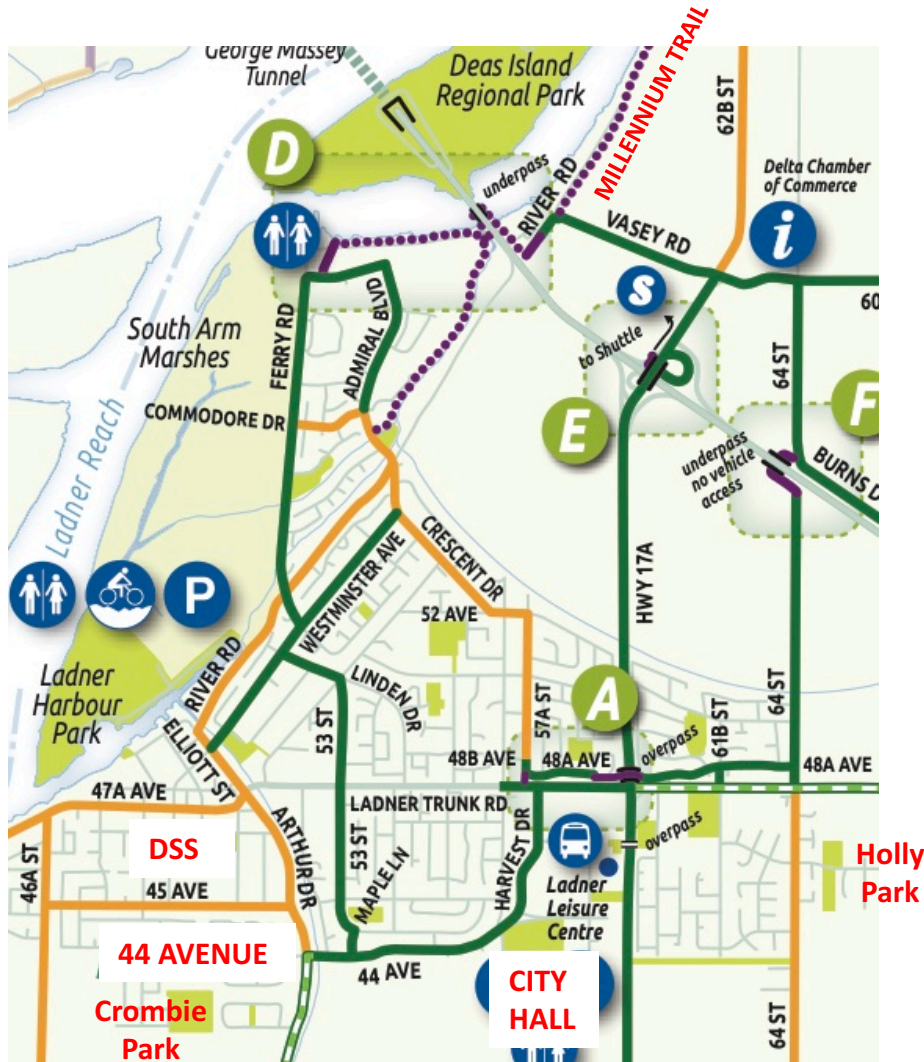 George Massey
Tunnel
Deas Island
Regional Park
MILLENNIUM TRAIL
62B ST
D
underpass
RIVER RD
Delta Chamber
of Commerce
i
VASEY RD
60
S
to Shuttle
South Arm
Marshes
FERRY RD
ADMIRAL BLVD
64 ST
COMMODORE DR
E
F
underpass
no vehicle
access
BURNS D
Ladner Reach
P
CRESCENT DR
WESTMINSTER AVE
HWY 17A
52 AVE
RIVER RD
Ladner
Harbour
Park
LINDEN DR
A
57A ST
64 ST
ELLIOTT ST
53 ST
48B AVE
48A AVE
overpass
61B ST
48A AVE
47A AVE
LADNER TRUNK RD
ARTHUR DR
DSS
53 ST
MAPLE LN
HARVEST DR
overpass
46A ST
45 AVE
Ladner
Leisure
Centre
Holly
Park
44 AVENUE
44 AVE
CITY
HALL
Crombie
Park
64 ST